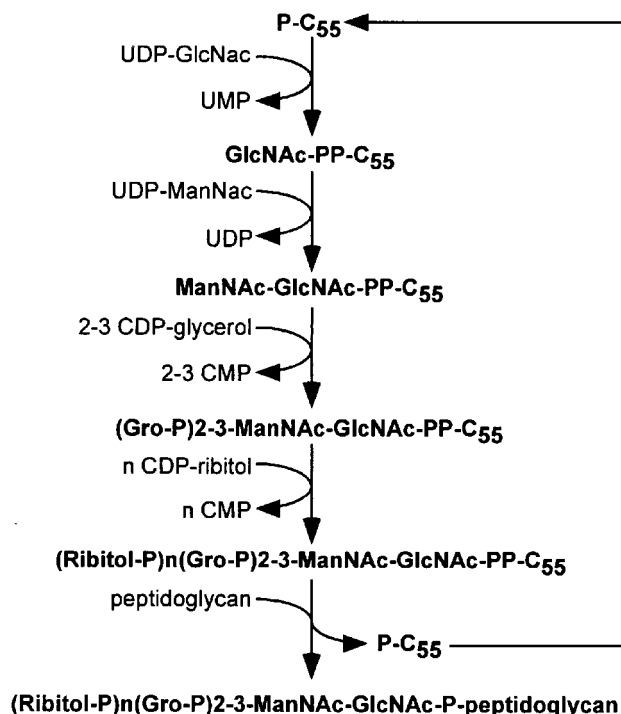 P-C55
UDP-GlcNac
UMP
GlcNAc-PP-C55
UDP-ManNac
UDP
ManNAc-GlcNAc-PP-C55
2-3 CDP-glycerol
2-3 CMP
(Gro-P)2-3-ManNAc-GlcNAc-PP-C55
n CDP-ribitol
n CMP
(Ribitol-P)n(Gro-P)2-3-ManNAc-GlcNAc-PP-C55
peptidoglycan
P-C55
(Ribitol-P)n(Gro-P)2-3-ManNAc-GlcNAc-P-peptidoglycan